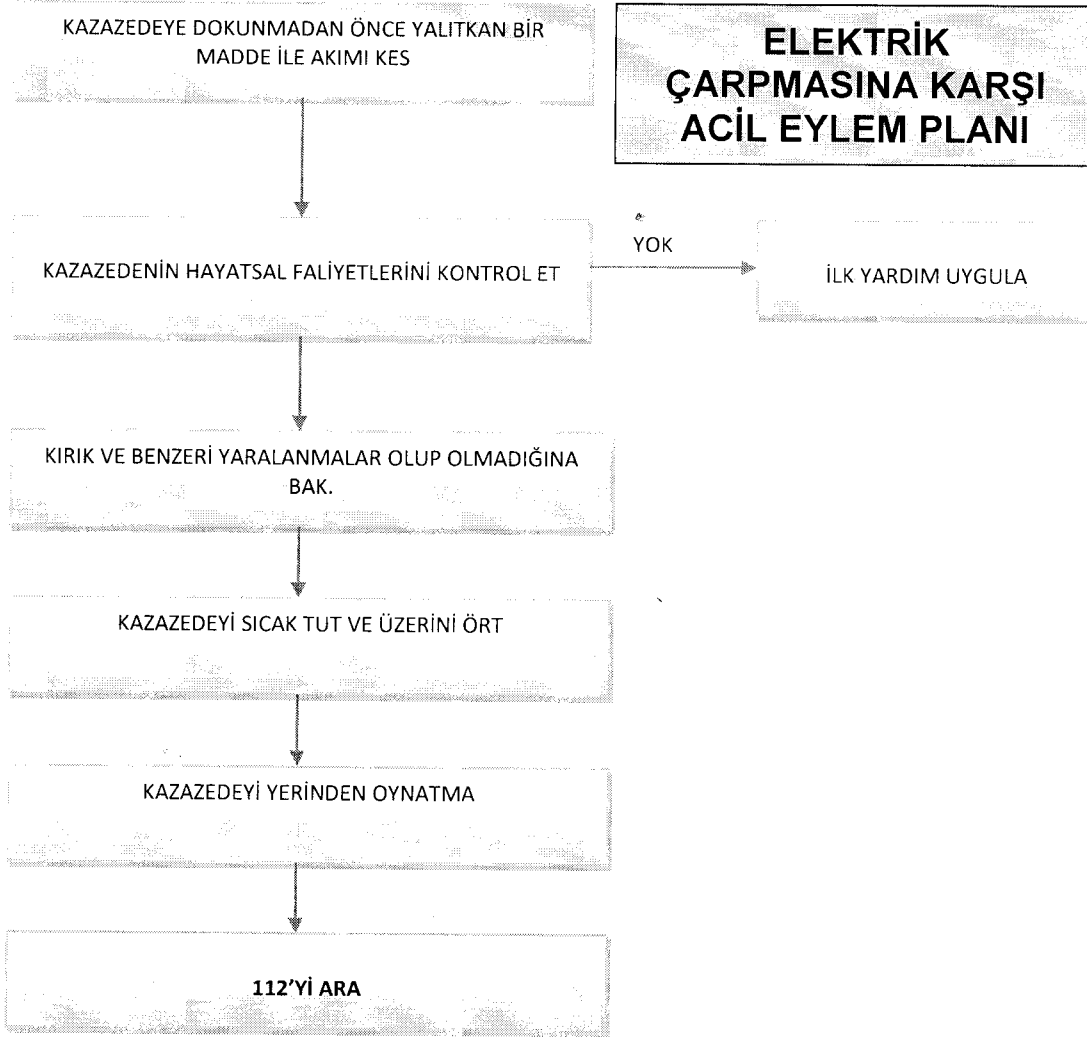 KAZAZEDEYE DOKUNMADAN ÖNCE YALITKAN BİR
MADDE İLE AKIMI KES
ELEKTRİK
ÇARPMASINA KARŞI
ACİL EYLEM PLANI
KAZAZEDENİN HAYATSAL FALİYETLERİNİ KONTROL ET
YOK
İLK YARDIM UYGULA
KIRIK VE BENZERİ YARALANMALAR OLUP OLMADIĞINA
BAK.
KAZAZEDEYİ SICAK TUT VE ÜZERİNİ ÖRT
KAZAZEDEYİ YERİNDEN OYNATMA
112'Yİ ARA